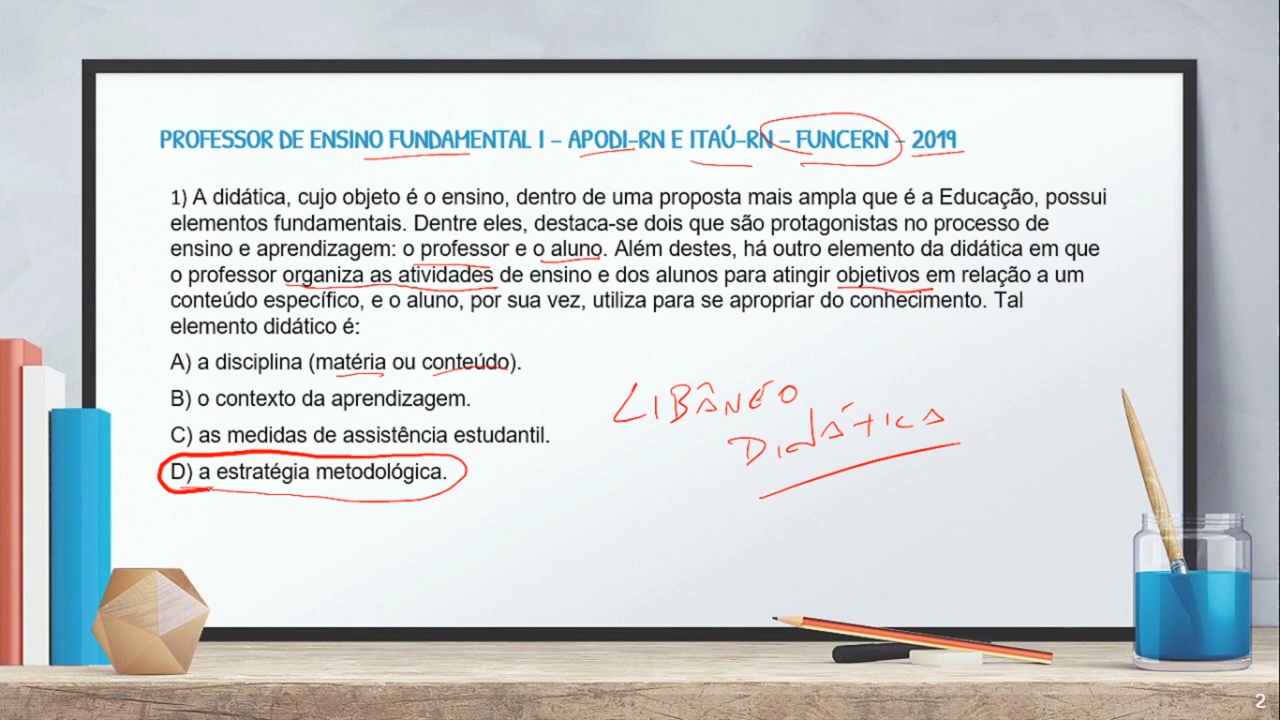 PROFESSOR DE ENSINO FUNDAMENTAL I – APODI-RN E ITAÚ-RN – FUNCERN – 2019
1) A didática, cujo objeto é o ensino, dentro de uma proposta mais ampla que é a Educação, possui
elementos fundamentais. Dentre eles, destaca-se dois que são protagonistas no processo de
ensino e aprendizagem: o professor e o aluno. Além destes, há outro elemento da didática em que
o professor organiza as atividades de ensino e dos alunos para atingir objetivos em relação a um
conteúdo específico, e o aluno, por sua vez, utiliza para se apropriar do conhecimento. Tal
elemento didático é:
A) a disciplina (matéria ou conteúdo).
B) o contexto da aprendizagem.
C) as medidas de assistência estudantil.
D) a estratégia metodológica.
LIBÂNEO
DIDÁTICA
2